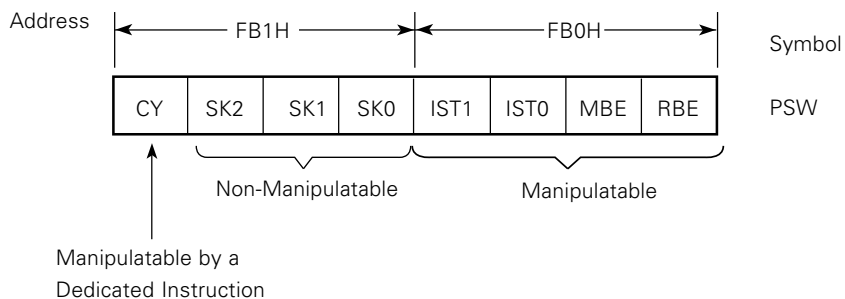 Address
FB1H
FB0H
Symbol
CY
SK2
SK1
SK0
IST1
IST0
MBE
RBE
PSW
Non-Manipulatable
Manipulatable
Manipulatable by a
Dedicated Instruction